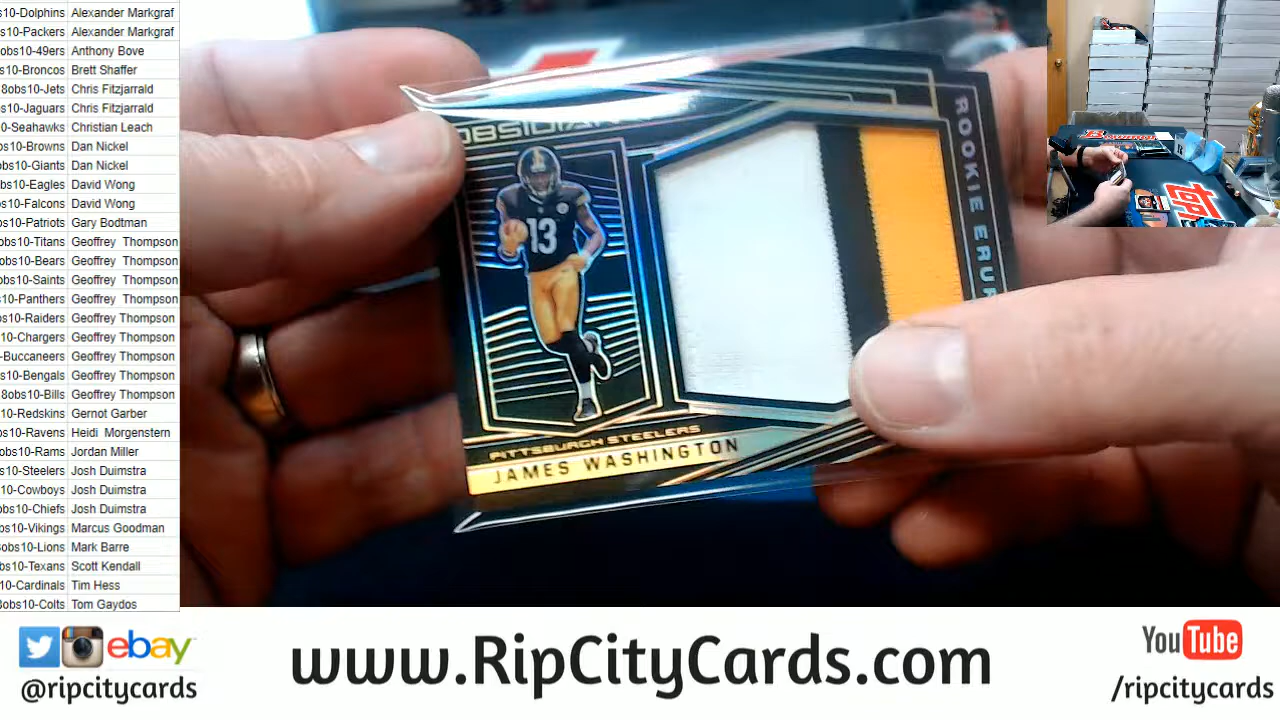 s10-Dolphins Alexander Markgraf
s10-Packers Alexander Markgraf
obs10-49ers Anthony Bove
s10-Broncos Brett Shaffer
8obs10-Jets Chris Fitzjarrald
obs10-Jaguars Chris Fitzjarrald
0-Seahawks Christian Leach
s10-Browns Dan Nickel
s10-Giants Dan Nickel
s10-Eagles David Wong
s10-Falcons David Wong
s10-Patriots Gary Bodtman
obs10-Titans Geoffrey Thompson
obs10-Bears Geoffrey Thompson
obs10-Saints Geoffrey Thompson
10-Panthers Geoffrey Thompson
bs10-Raiders Geoffrey Thompson
10-Chargers Geoffrey Thompson
-Buccaneers Geoffrey Thompson
s10-Bengals Geoffrey Thompson
8obs10-Bills Geoffrey Thompson
10-Redskins Gernot Garber
s10-Ravens Heidi Morgenstern
obs10-Rams Jordan Miller
s10-Steelers Josh Duimstra
10-Cowboys Josh Duimstra
obs10-Chiefs Josh Duimstra
bs10-Vikings Marcus Goodman
obs10-Lions Mark Barre
bs10-Texans Scott Kendall
10-Cardinals Tim Hess
obs10-Colts Tom Gaydos
OBSIDIAN
13
ROOKIE ERUP
PITTSBURGH STEELERS
JAMES WASHINGTON
ebay
@ripcitycards
www.RipCityCards.com
YouTube
/ripcitycards